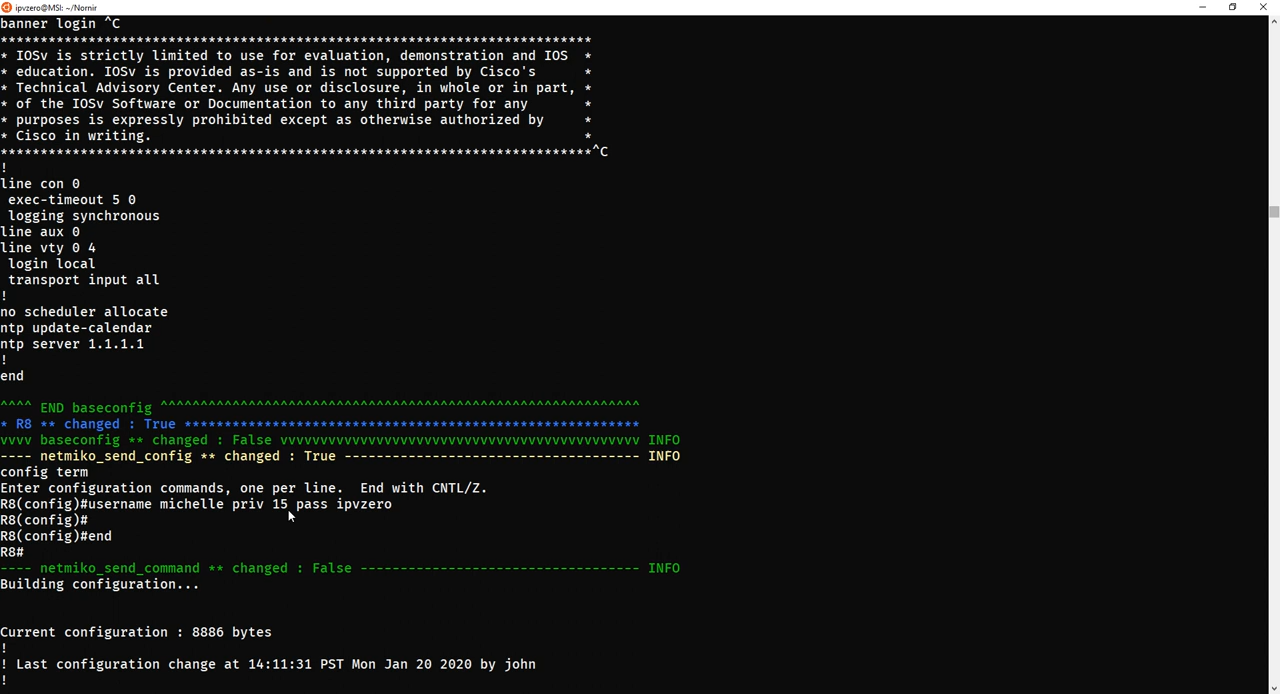 ipvzero@MSI: ~/Nornir
banner login ^C
**************************************************************************
* IOSv is strictly limited to use for evaluation, demonstration and IOS  *
* education. IOSv is provided as-is and is not supported by Cisco's      *
* Technical Advisory Center. Any use or disclosure, in whole or in part, *
* of the IOSv Software or Documentation to any third party for any       *
* purposes is expressly prohibited except as otherwise authorized by     *
* Cisco in writing.                                                      *
**************************************************************************^C
!
line con 0
 exec-timeout 5 0
 logging synchronous
line aux 0
line vty 0 4
 login local
 transport input all
!
no scheduler allocate
ntp update-calendar
ntp server 1.1.1.1
!
end
^^^^ END baseconfig ^^^^^^^^^^^^^^^^^^^^^^^^^^^^^^^^^^^^^^^^^^^^^^^^^^^^^^^^^^^^
* R8 ** changed : True *********************************************************
vvvv baseconfig ** changed : False vvvvvvvvvvvvvvvvvvvvvvvvvvvvvvvvvvvvvvvvvvvvv INFO
---- netmiko_send_config ** changed : True ------------------------------------- INFO
config term
Enter configuration commands, one per line.  End with CNTL/Z.
R8(config)#username michelle priv 15 pass ipvzero
R8(config)#
R8(config)#end
R8#
---- netmiko_send_command ** changed : False ----------------------------------- INFO
Building configuration...
Current configuration : 8886 bytes
!
! Last configuration change at 14:11:31 PST Mon Jan 20 2020 by john
!